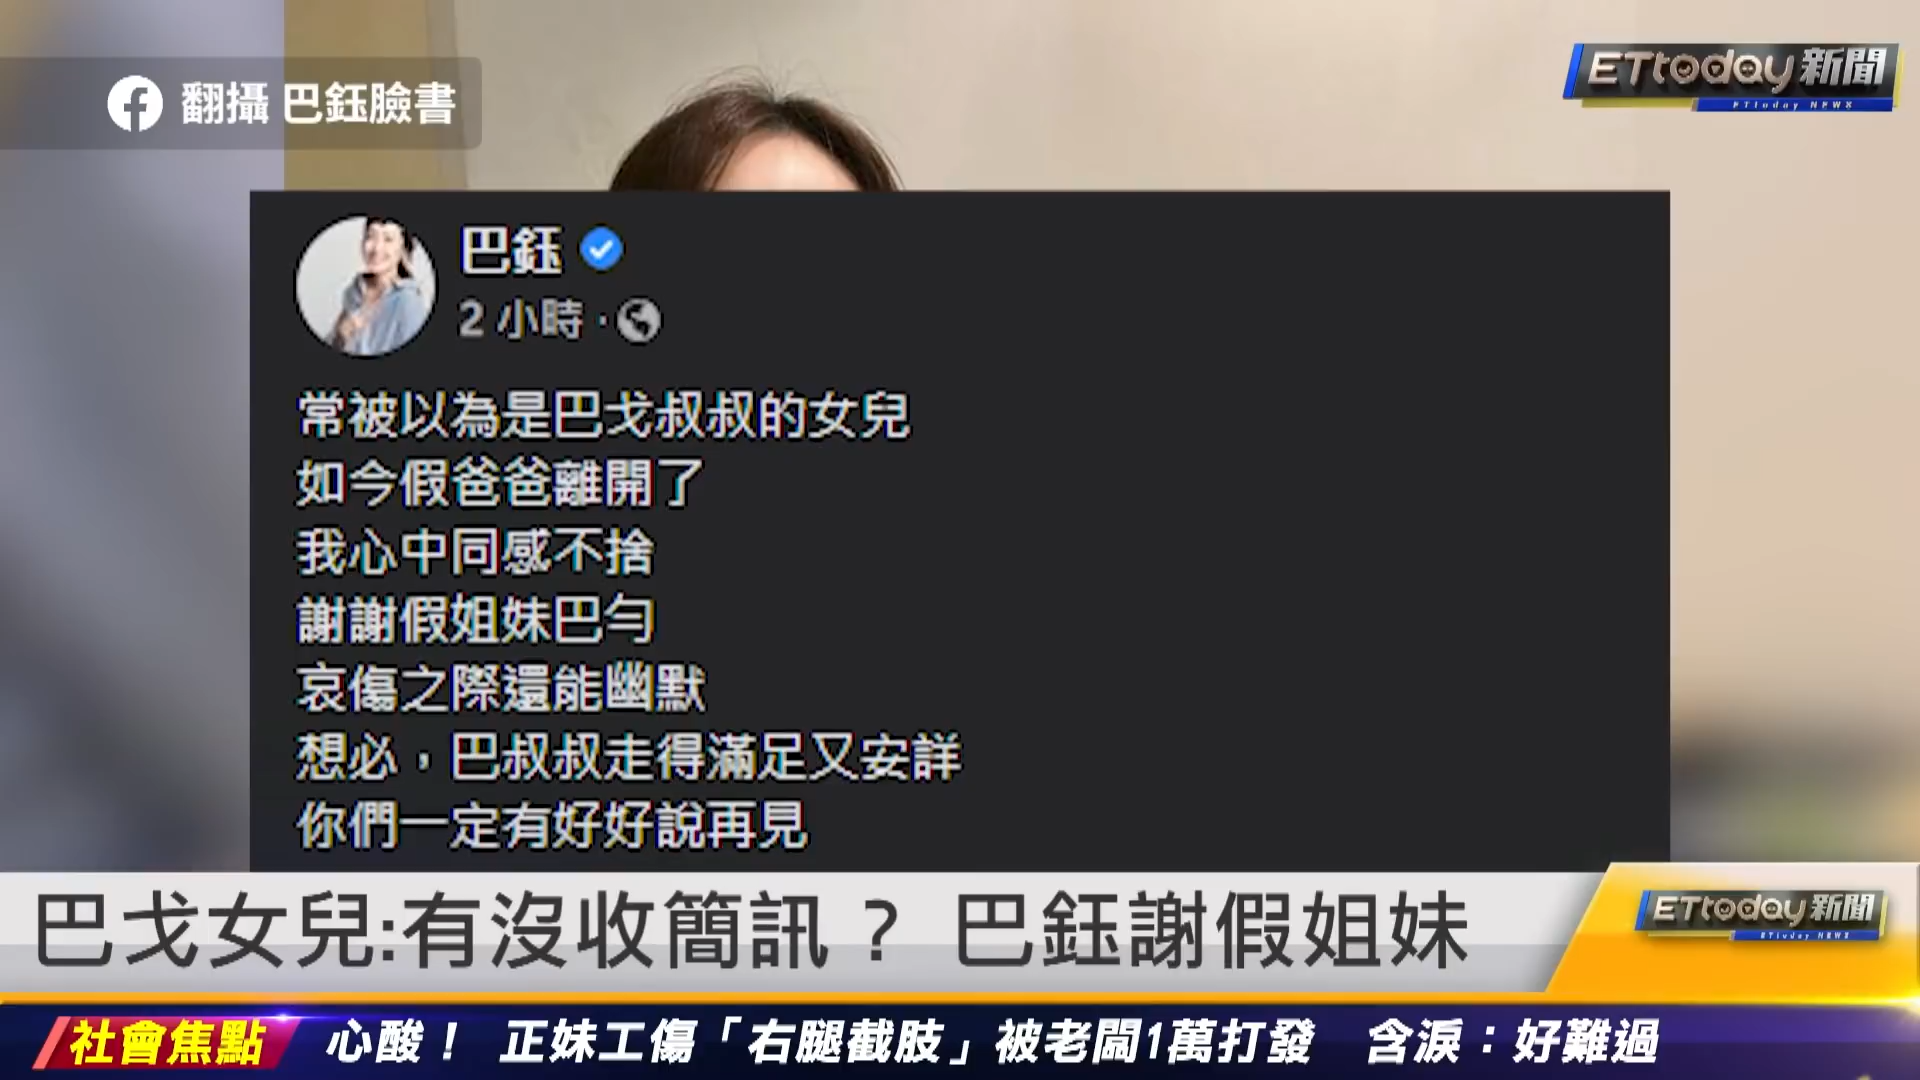 翻攝 巴鈺臉書
ETtoday新聞
ETtoday NEWS
巴鈺
2 小時 ·
常被以為是巴戈叔叔的女兒
如今假爸爸離開了
我心中同感不捨
謝謝假姐妹巴勻
哀傷之際還能幽默
想必，巴叔叔走得滿足又安詳
你們一定有好好說再見
巴戈女兒:有沒收簡訊？ 巴鈺謝假姐妹
ETtoday新聞
ETtoday NEWS
社會焦點 心酸！ 正妹工傷「右腿截肢」被老闆1萬打發 含淚：好難過